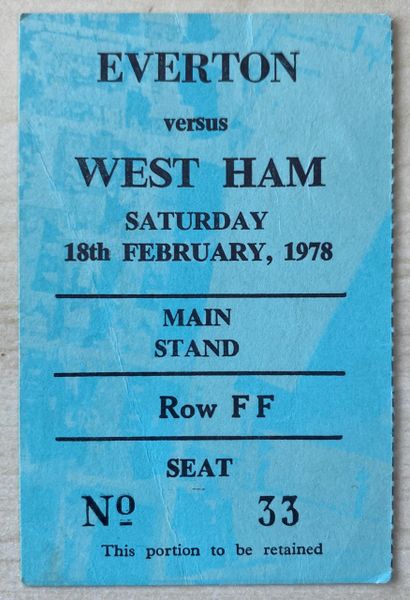 EVERTON
versus
WEST HAM
SATURDAY
18th FEBRUARY, 1978
MAIN
STAND
Row F F
SEAT
Nº 33
This portion to be retained